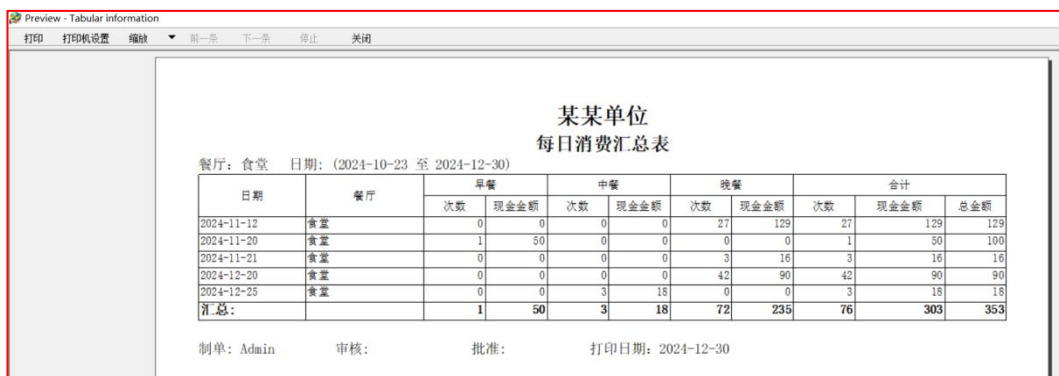 Preview - Tabular information
打印 打印机设置 缩放 前一条 下一条 停止 关闭
某某单位
每日消费汇总表
餐厅: 食堂 日期: (2024-10-23 至 2024-12-30)
日期 餐厅 早餐 中餐 晚餐 合计
次数 现金金额 次数 现金金额 次数 现金金额 次数 现金金额 总金额
2024-11-12 食堂 0 0 0 0 27 129 27 129 129
2024-11-20 食堂 1 50 0 0 0 0 1 50 100
2024-11-21 食堂 0 0 0 0 3 16 3 16 16
2024-12-20 食堂 0 0 0 0 42 90 42 90 90
2024-12-25 食堂 0 0 3 18 0 0 3 18 18
汇总: 1 50 3 18 72 235 76 303 353
制单: Admin 审核: 批准: 打印日期: 2024-12-30